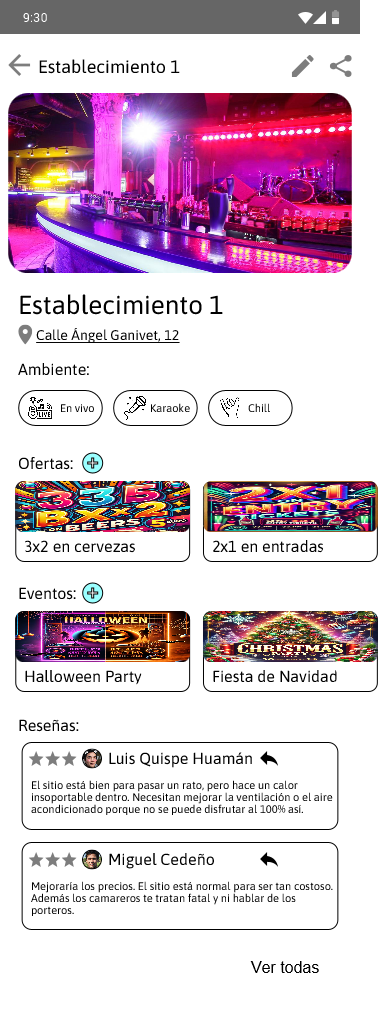 9:30
Establecimiento 1
Establecimiento 1
Calle Ángel Ganivet, 12
Ambiente:
LIVE
En vivo
Karaoke
Chill
Ofertas:
3x2 en cervezas
2X1
2x1 en entradas
Eventos:
HALLOWEEN
Halloween Party
CHRISTMAS
Fiesta de Navidad
Reseñas:
Luis Quispe Huamán
El sitio está bien para pasar un rato, pero hace un calor
insoportable dentro. Necesitan mejorar la ventilación o el aire
acondicionado porque no se puede disfrutar al 100% así.
Miguel Cedeño
Mejoraría los precios. El sitio está normal para ser tan costoso.
Además los camareros te tratan fatal y ni hablar de los
porteros.
Ver todas